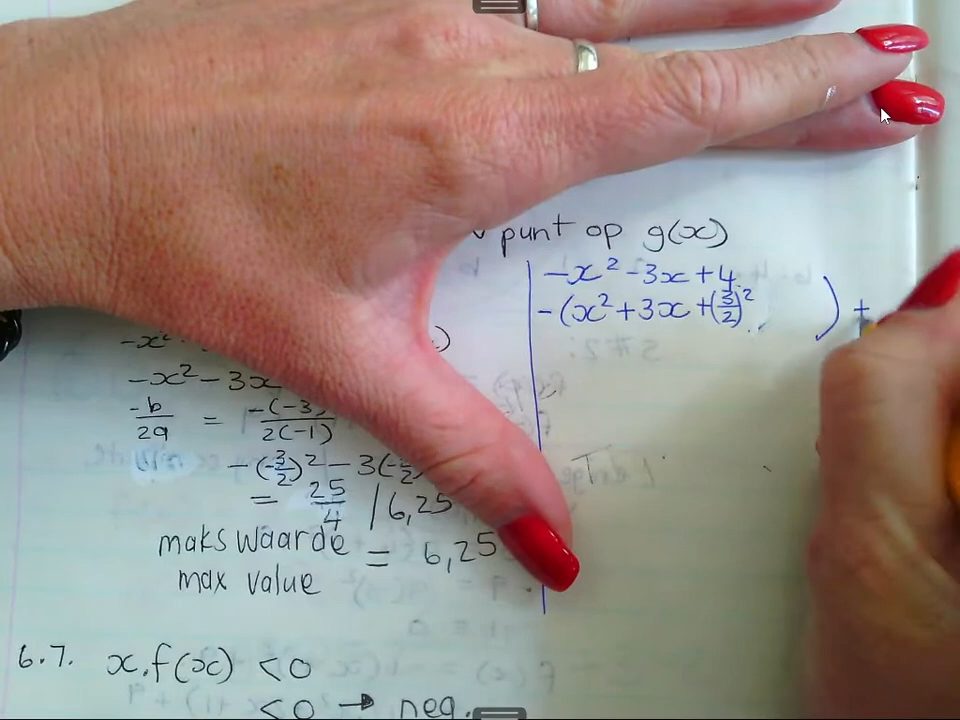 punt op g(x)
-x² - 3x + 4
-(x² + 3x + (3/2)²       ) +
-x²
-x² - 3x
-b/2a = -(-3)/2(-1)
-(-3/2)² - 3(-
= 25/4 / 6,25
maks waarde = 6,25
max value
6.7. x.f(x) < 0
< 0 → neg.